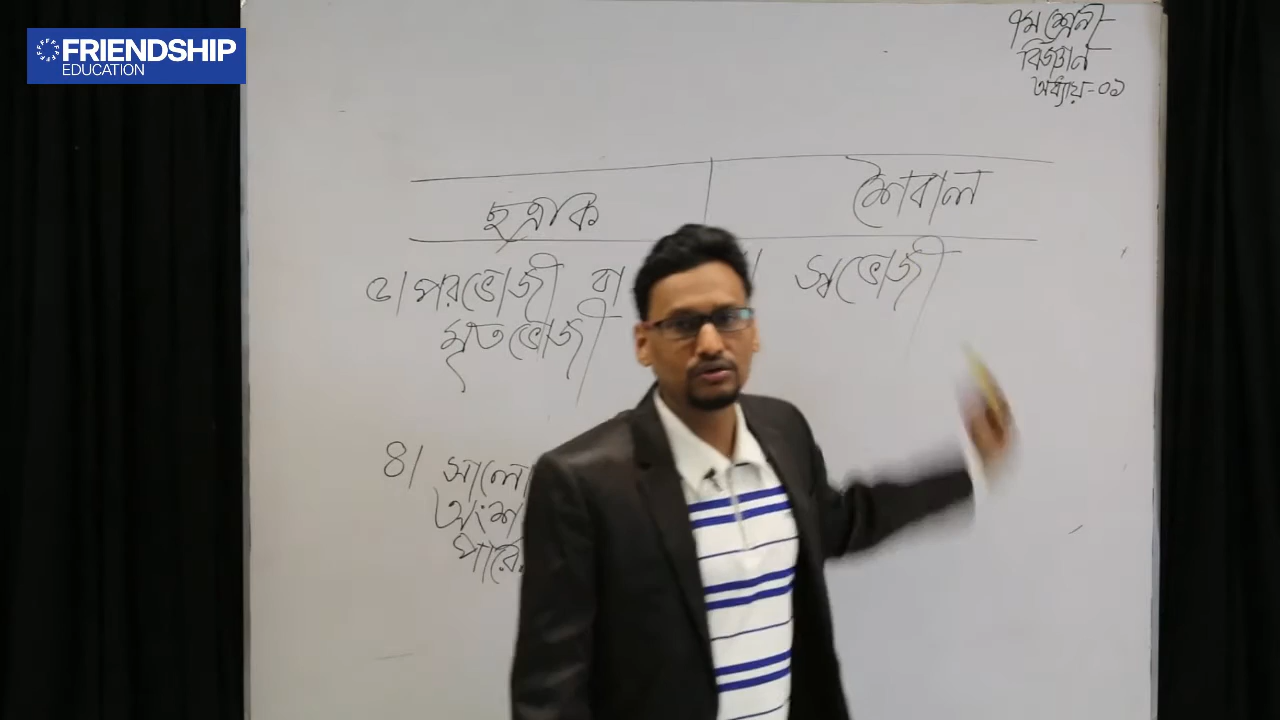 FRIENDSHIP
EDUCATION
৭ম শ্রেনী
বিজ্ঞান
অধ্যায়-০১
ছত্রাক
শৈবাল
৩। পরভোজী বা
মৃতভোজী
। স্বভোজী
৪। সালো
অংশ
পারে